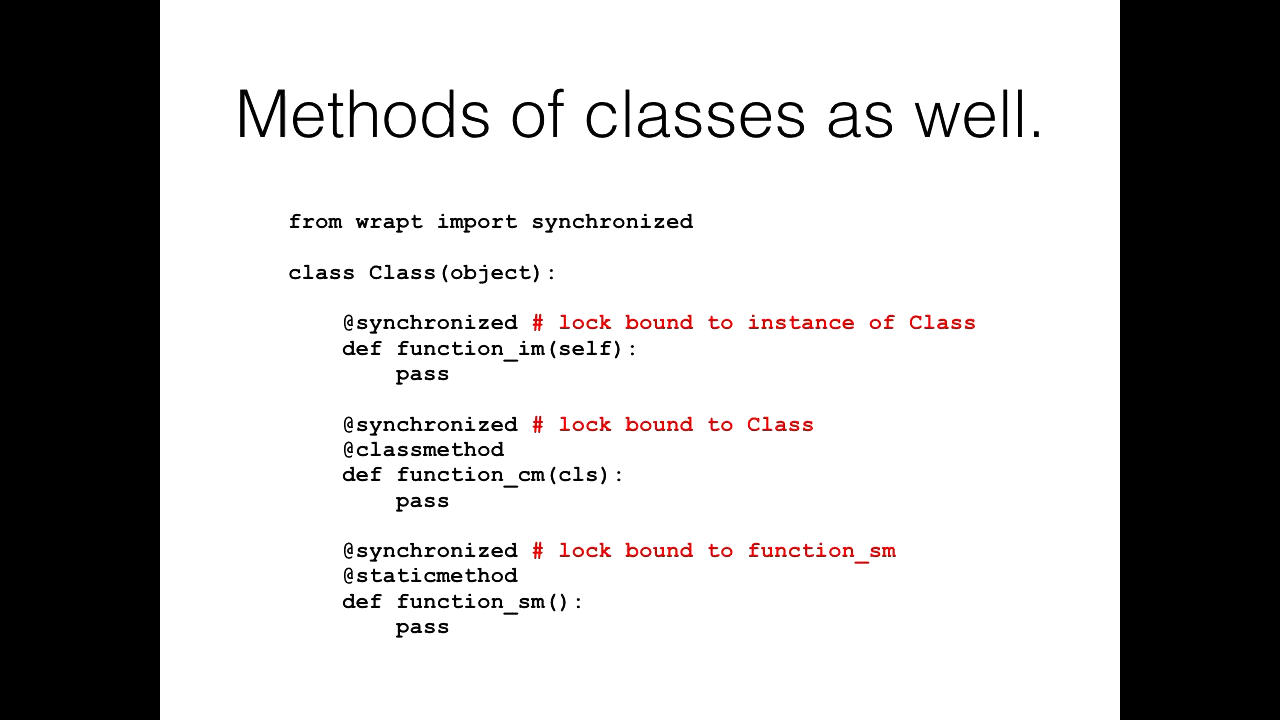 Methods of classes as well.
from wrapt import synchronized
class Class(object):
@synchronized # lock bound to instance of Class
def function_im(self):
pass
@synchronized # lock bound to Class
@classmethod
def function_cm(cls):
pass
@synchronized # lock bound to function_sm
@staticmethod
def function_sm():
pass